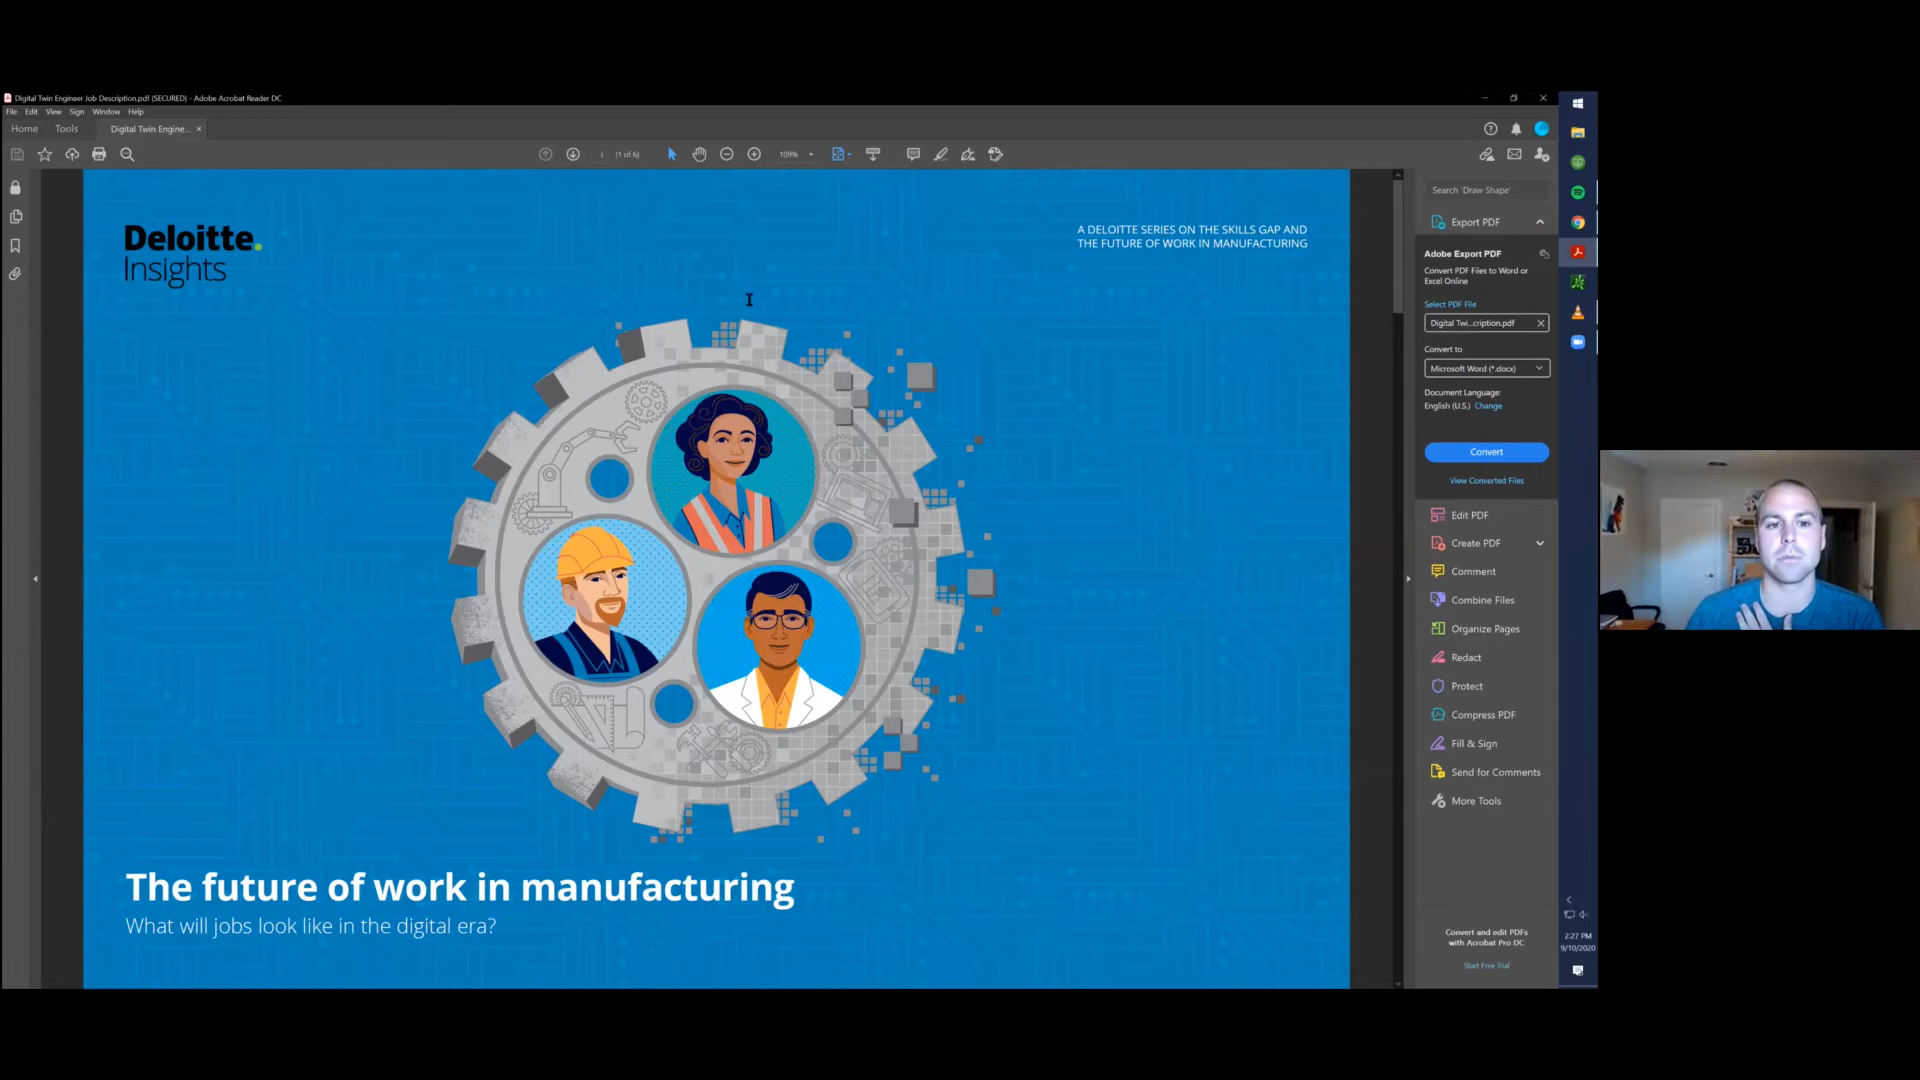 Digital Twin Engineer Job Description.pdf (SECURED) - Adobe Acrobat Reader DC
File Edit View Sign Window Help
Home Tools Digital Twin Engine... ×
(1 of 6) 109%
Deloitte.
Insights
A DELOITTE SERIES ON THE SKILLS GAP AND
THE FUTURE OF WORK IN MANUFACTURING
The future of work in manufacturing
What will jobs look like in the digital era?
Search 'Draw Shape'
Export PDF
Adobe Export PDF
Convert PDF Files to Word or
Excel Online
Select PDF File
Digital Twi...cription.pdf
Convert to
Microsoft Word (*.docx)
Document Language:
English (U.S.) Change
Convert
View Converted Files
Edit PDF
Create PDF
Comment
Combine Files
Organize Pages
Redact
Protect
Compress PDF
Fill & Sign
Send for Comments
More Tools
Convert and edit PDFs
with Acrobat Pro DC
Start Free Trial
2:27 PM
9/10/2020